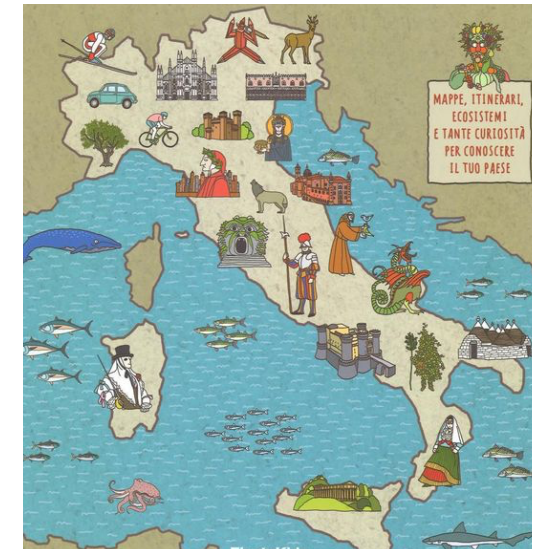 MAPPE, ITINERARI,
ECOSISTEMI
E TANTE CURIOSITÀ
PER CONOSCERE
IL TUO PAESE